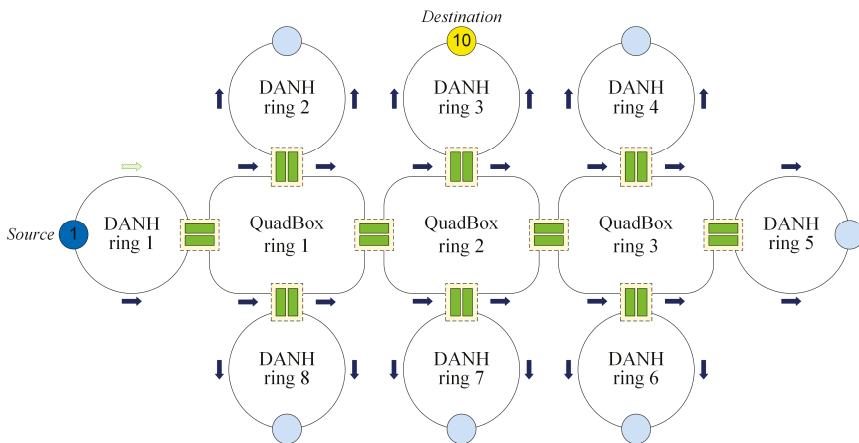 Destination
10
DANH
ring 2
DANH
ring 3
DANH
ring 4
Source
1
DANH
ring 1
QuadBox
ring 1
QuadBox
ring 2
QuadBox
ring 3
DANH
ring 5
DANH
ring 8
DANH
ring 7
DANH
ring 6